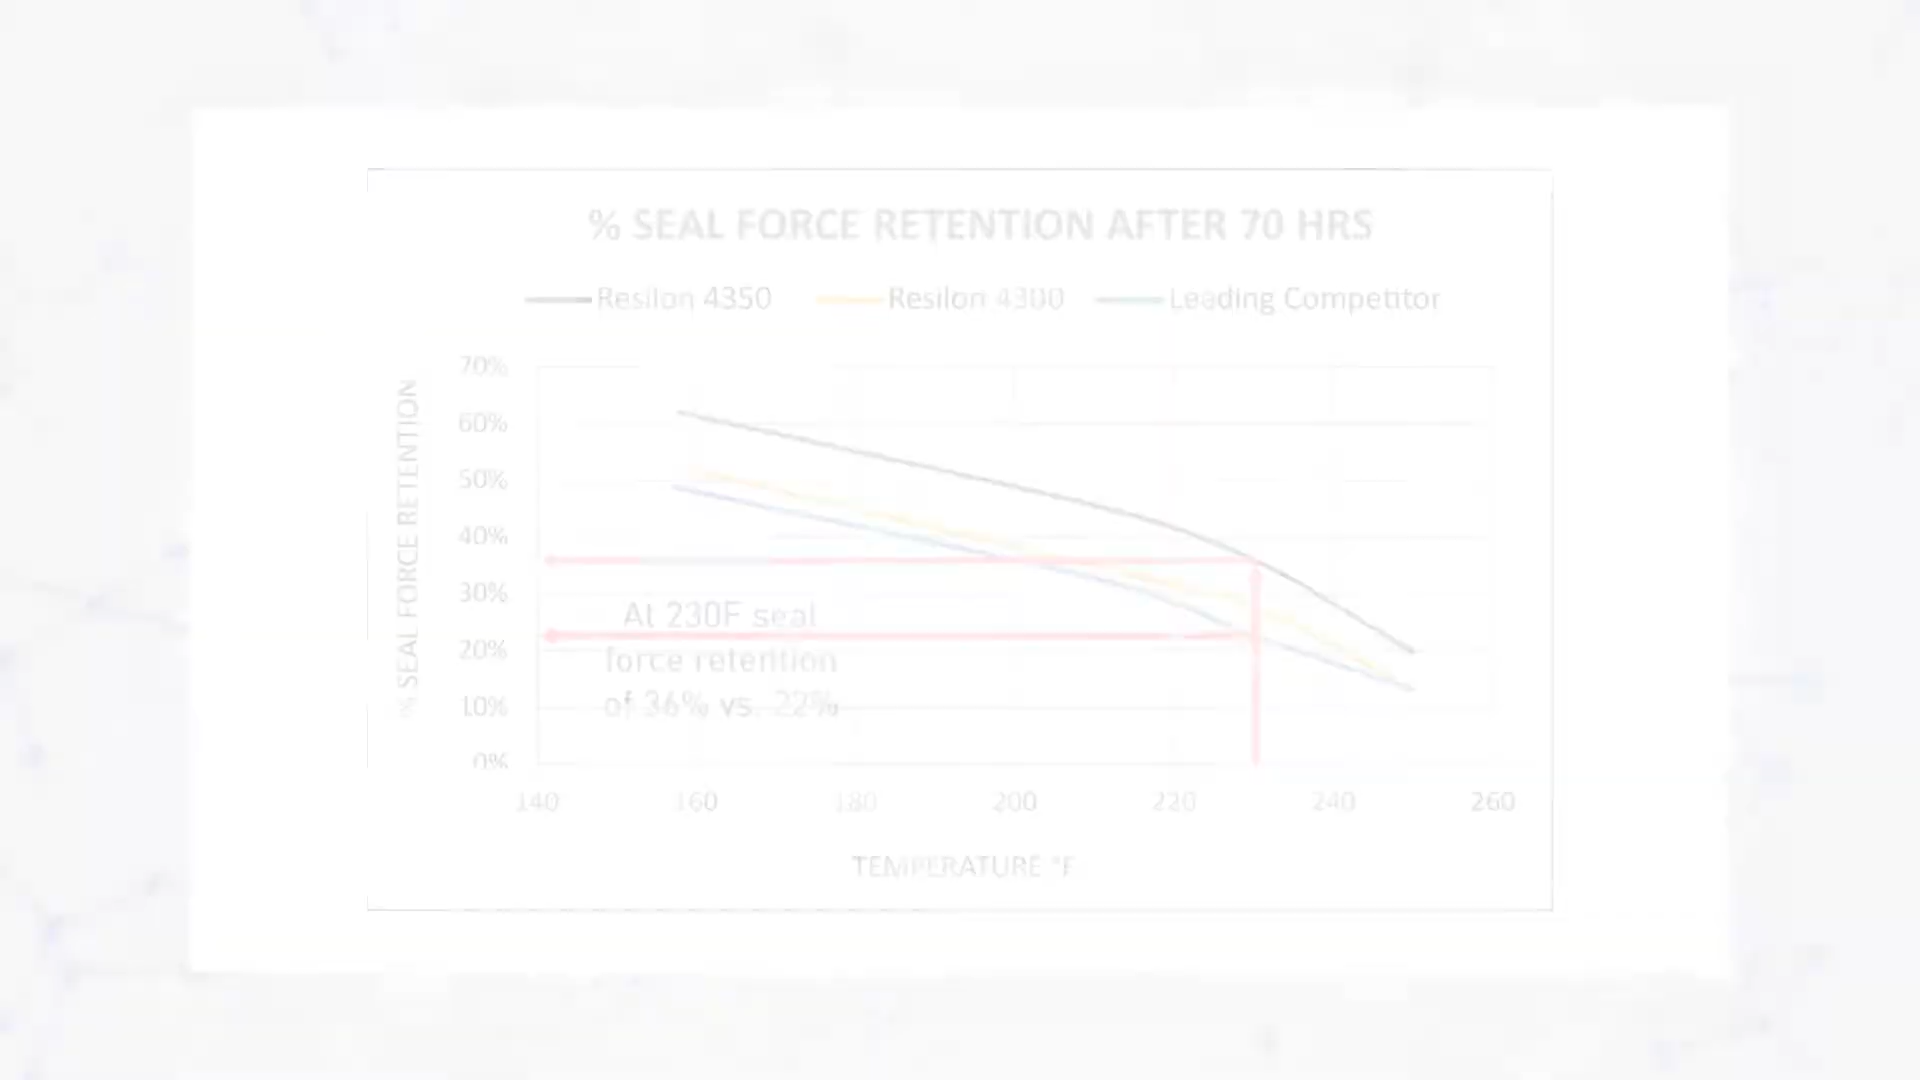 % SEAL FORCE RETENTION AFTER 70 HRS
Resilon 4350 Resilon 4300 Leading Competitor
% SEAL FORCE RETENTION
70%
60%
50%
40%
30%
20%
10%
0%
At 230F seal
force retention
of 36% vs. 22%
140 160 180 200 220 240 260
TEMPERATURE °F